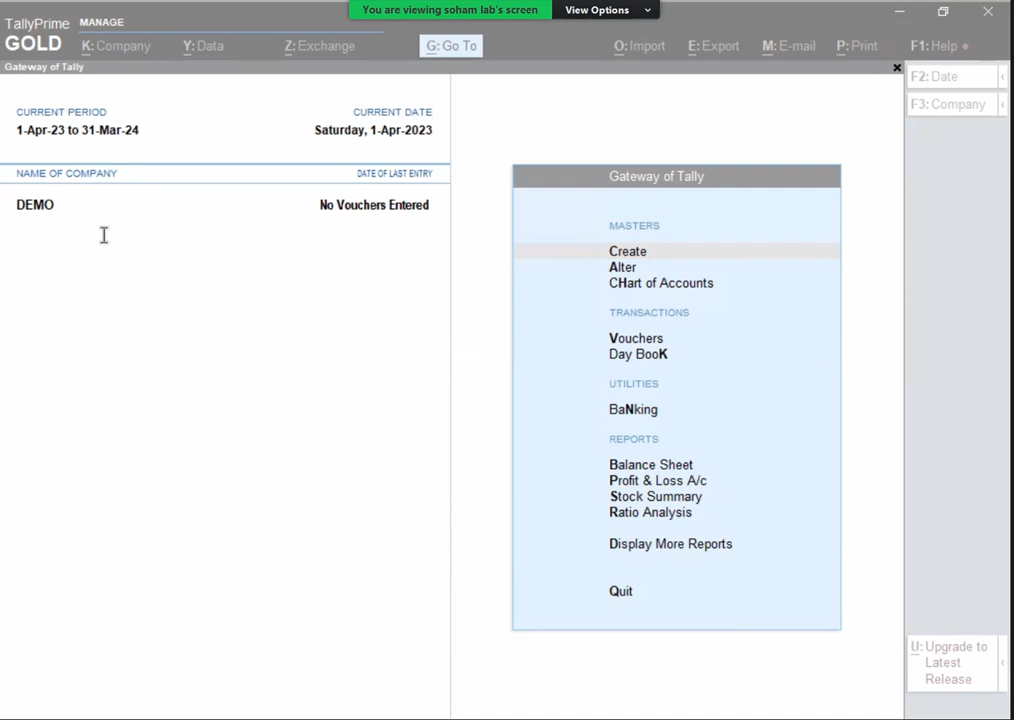 You are viewing soham lab's screen View Options
TallyPrime MANAGE
GOLD K: Company Y: Data Z: Exchange G: Go To O: Import E: Export M: E-mail P: Print F1: Help
Gateway of Tally
F2: Date
F3: Company
CURRENT PERIOD CURRENT DATE
1-Apr-23 to 31-Mar-24 Saturday, 1-Apr-2023
NAME OF COMPANY DATE OF LAST ENTRY
DEMO No Vouchers Entered
Gateway of Tally
MASTERS
Create
Alter
CHart of Accounts
TRANSACTIONS
Vouchers
Day BooK
UTILITIES
BaNking
REPORTS
Balance Sheet
Profit & Loss A/c
Stock Summary
Ratio Analysis
Display More Reports
Quit
U: Upgrade to
Latest
Release